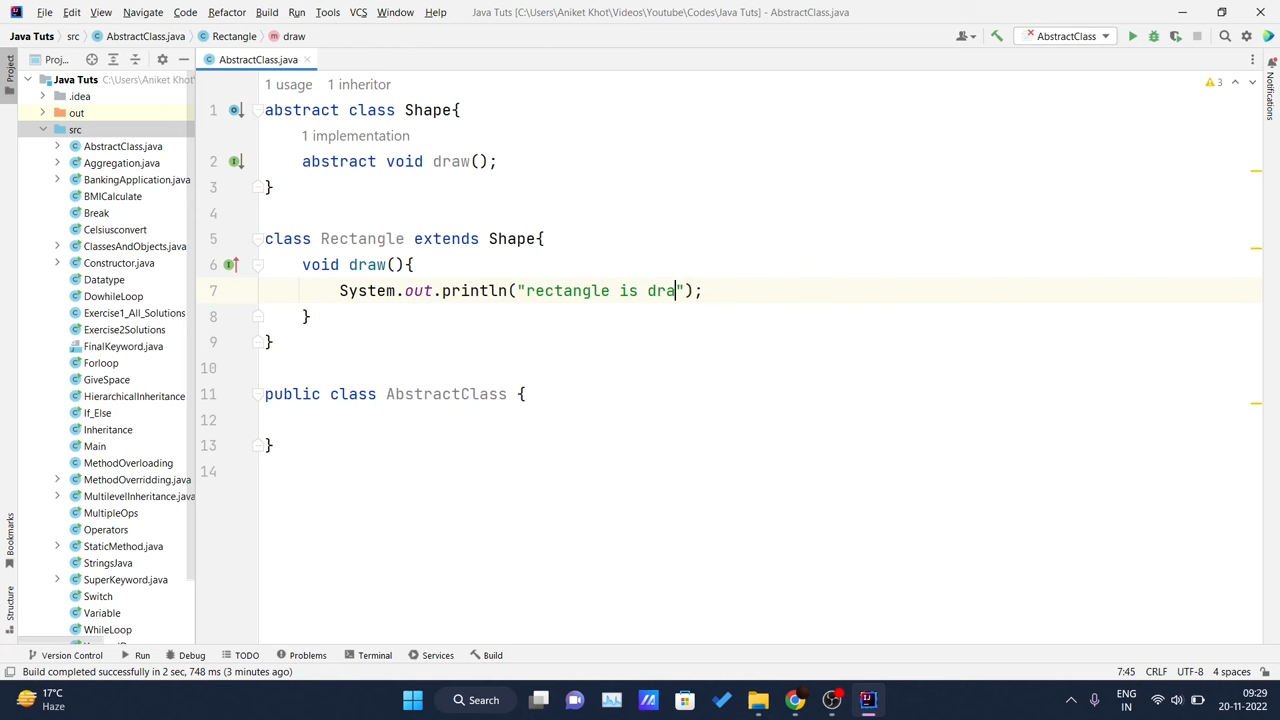 File Edit View Navigate Code Refactor Build Run Tools VCS Window Help Java Tuts [C:\Users\Aniket Khot\Videos\Youtube\Codes\Java Tuts] - AbstractClass.java
Java Tuts src AbstractClass.java Rectangle draw AbstractClass
Project
Bookmarks
Structure
Notifications
Proj...
Java Tuts C:\Users\Aniket Khot\
.idea
out
src
AbstractClass.java
Aggregation.java
BankingApplication.java
BMICalculate
Break
Celsiusconvert
ClassesAndObjects.java
Constructor.java
Datatype
DowhileLoop
Exercise1_All_Solutions
Exercise2Solutions
FinalKeyword.java
Forloop
GiveSpace
HierarchicalInheritance
If_Else
Inheritance
Main
MethodOverloading
MethodOverridding.java
MultilevelInheritance.java
MultipleOps
Operators
StaticMethod.java
StringsJava
SuperKeyword.java
Switch
Variable
WhileLoop
AbstractClass.java
1 usage 1 inheritor
3
1 abstract class Shape{
1 implementation
2 abstract void draw();
3 }
4
5 class Rectangle extends Shape{
6 void draw(){
7 System.out.println("rectangle is dra");
8 }
9 }
10
11 public class AbstractClass {
12
13 }
14
Version Control Run Debug TODO Problems Terminal Services Build
Build completed successfully in 2 sec, 748 ms (3 minutes ago) 7:45 CRLF UTF-8 4 spaces
17°C
Haze
Search
ENG
IN
09:29
20-11-2022